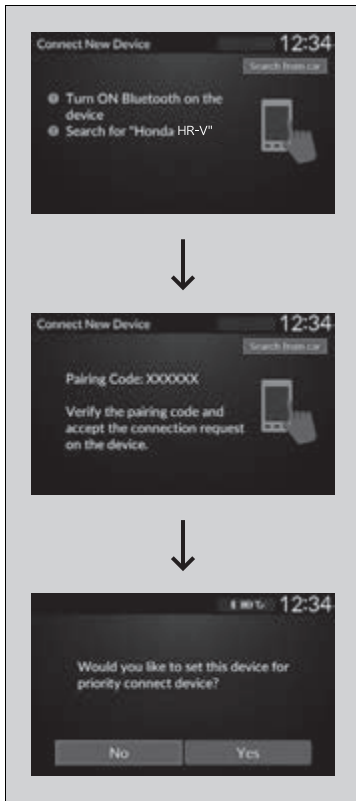 Connect New Device 12:34
Search from car
Turn ON Bluetooth on the
device
Search for "Honda HR-V"
Connect New Device 12:34
Search from car
Pairing Code: XXXXXX
Verify the pairing code and
accept the connection request
on the device.
12:34
Would you like to set this device for
priority connect device?
No Yes